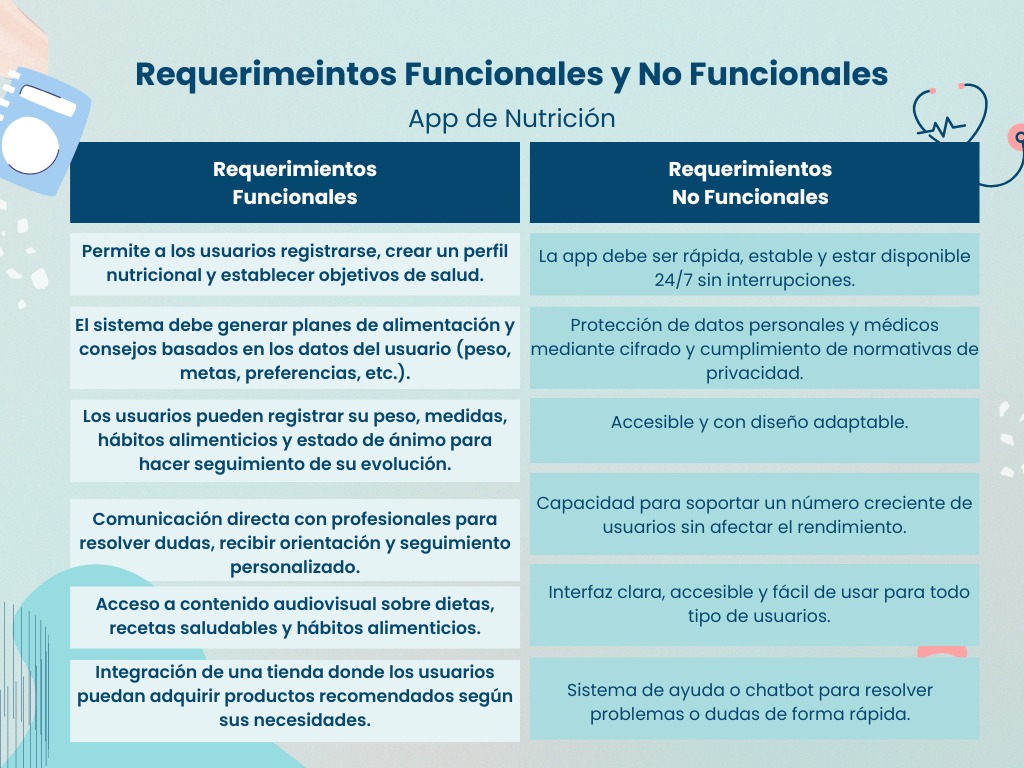 Requerimeintos Funcionales y No Funcionales
App de Nutrición
Requerimientos
Funcionales
Requerimientos
No Funcionales
Permite a los usuarios registrarse, crear un perfil
nutricional y establecer objetivos de salud.
La app debe ser rápida, estable y estar disponible
24/7 sin interrupciones.
El sistema debe generar planes de alimentación y
consejos basados en los datos del usuario (peso,
metas, preferencias, etc.).
Protección de datos personales y médicos
mediante cifrado y cumplimiento de normativas de
privacidad.
Los usuarios pueden registrar su peso, medidas,
hábitos alimenticios y estado de ánimo para
hacer seguimiento de su evolución.
Accesible y con diseño adaptable.
Comunicación directa con profesionales para
resolver dudas, recibir orientación y seguimiento
personalizado.
Capacidad para soportar un número creciente de
usuarios sin afectar el rendimiento.
Acceso a contenido audiovisual sobre dietas,
recetas saludables y hábitos alimenticios.
Interfaz clara, accesible y fácil de usar para todo
tipo de usuarios.
Integración de una tienda donde los usuarios
puedan adquirir productos recomendados según
sus necesidades.
Sistema de ayuda o chatbot para resolver
problemas o dudas de forma rápida.